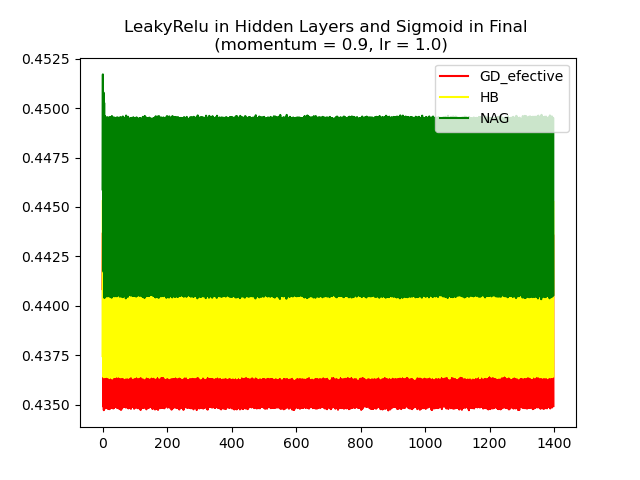 LeakyRelu in Hidden Layers and Sigmoid in Final
(momentum = 0.9, lr = 1.0)
0.4525
0.4500
0.4475
0.4450
0.4425
0.4400
0.4375
0.4350
GD_efective
HB
NAG
0 200 400 600 800 1000 1200 1400